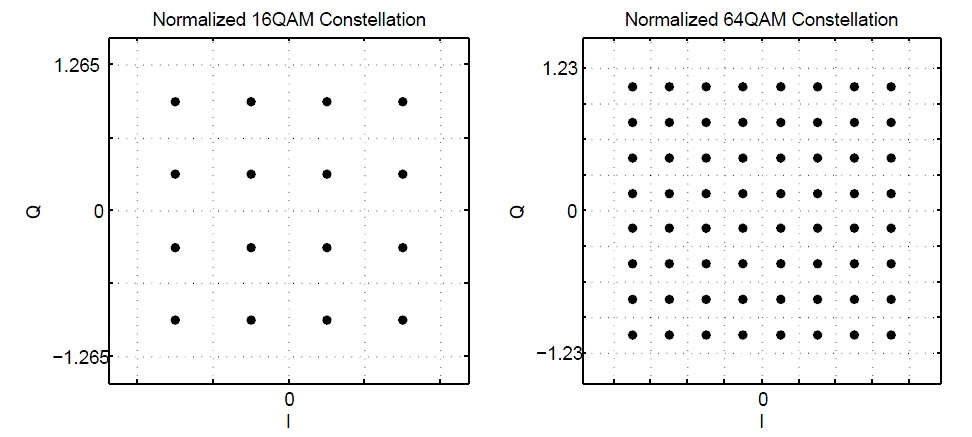 Normalized 16QAM Constellation
1.265
Q
0
−1.265
0
I
Normalized 64QAM Constellation
1.23
Q
0
−1.23
0
I